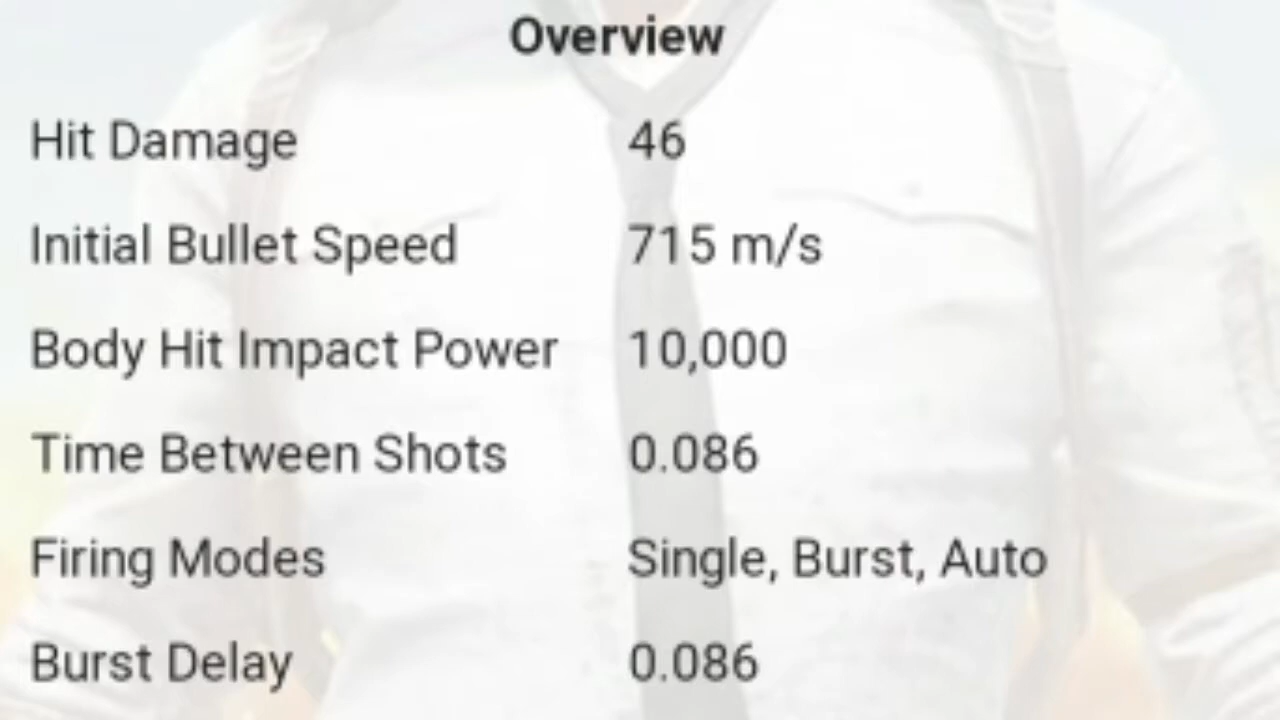 Overview
Hit Damage 46
Initial Bullet Speed 715 m/s
Body Hit Impact Power 10,000
Time Between Shots 0.086
Firing Modes Single, Burst, Auto
Burst Delay 0.086